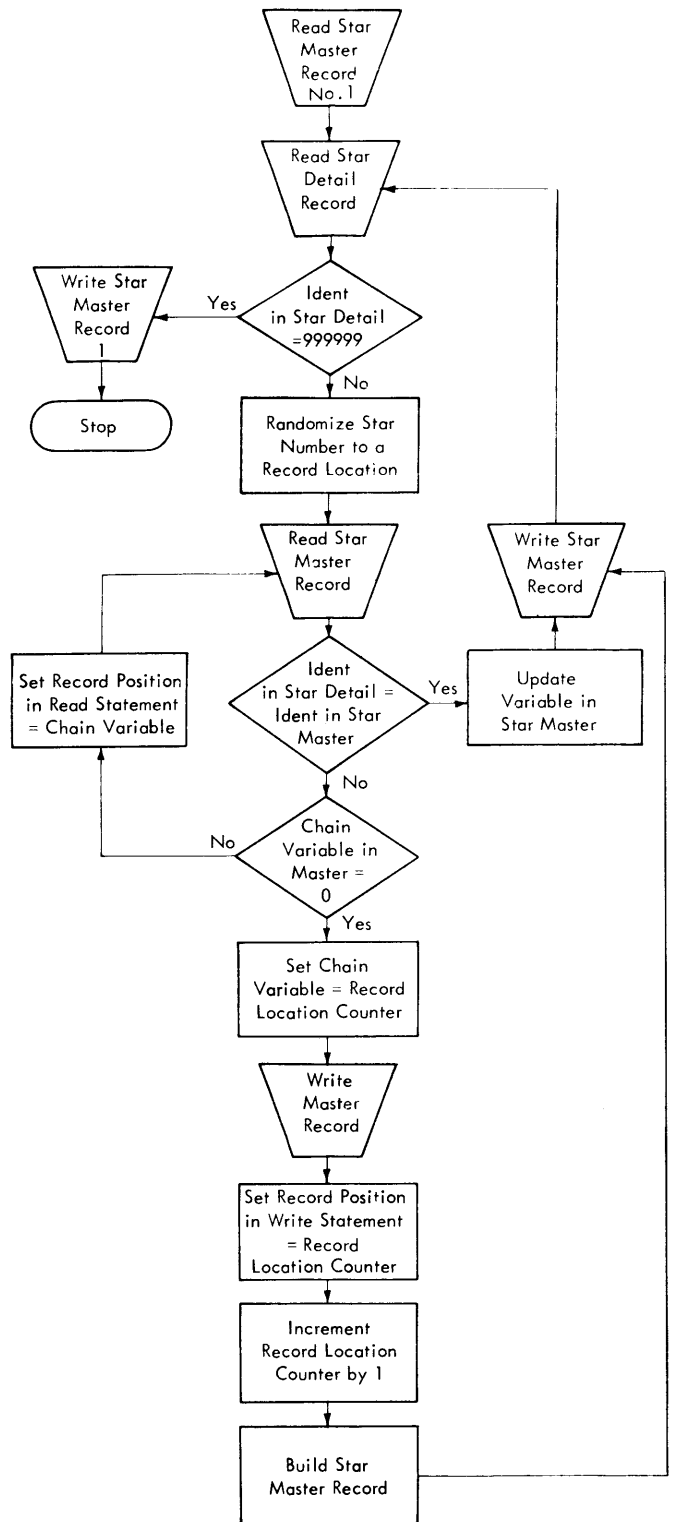 Read Star
Master
Record
No. 1
Read Star
Detail
Record
Ident
in Star Detail
=999999
Yes
Write Star
Master
Record
1
Stop
No
Randomize Star
Number to a
Record Location
Read Star
Master
Record
Write Star
Master
Record
Set Record Position
in Read Statement
= Chain Variable
Ident
in Star Detail =
Ident in Star
Master
Yes
Update
Variable in
Star Master
No
Chain
Variable in
Master =
0
No
Yes
Set Chain
Variable = Record
Location Counter
Write
Master
Record
Set Record Position
in Write Statement
= Record
Location Counter
Increment
Record Location
Counter by 1
Build Star
Master Record